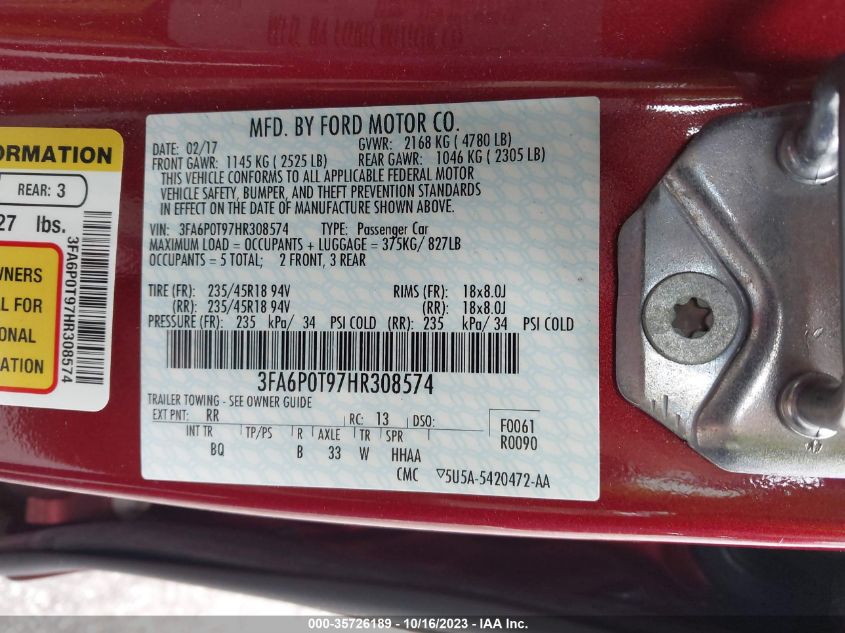 MFD. BY FORD MOTOR CO.
DATE: 02/17 GVWR: 2168 KG ( 4780 LB)
FRONT GAWR: 1145 KG ( 2525 LB) REAR GAWR: 1046 KG ( 2305 LB)
THIS VEHICLE CONFORMS TO ALL APPLICABLE FEDERAL MOTOR
VEHICLE SAFETY, BUMPER, AND THEFT PREVENTION STANDARDS
IN EFFECT ON THE DATE OF MANUFACTURE SHOWN ABOVE.
VIN: 3FA6P0T97HR308574 TYPE: Passenger Car
MAXIMUM LOAD = OCCUPANTS + LUGGAGE = 375KG/ 827LB
OCCUPANTS = 5 TOTAL; 2 FRONT, 3 REAR
TIRE (FR): 235/45R18 94V RIMS (FR): 18x8.0J
(RR): 235/45R18 94V (RR): 18x8.0J
PRESSURE (FR): 235 kPa/ 34 PSI COLD (RR): 235 kPa/ 34 PSI COLD
3FA6P0T97HR308574
TRAILER TOWING - SEE OWNER GUIDE
EXT PNT: RR RC: 13 DSO: F0061
R0090
INT TR TP/PS R AXLE TR SPR
BQ B 33 W HHAA
CMC ▽5U5A-5420472-AA
ORMATION
REAR: 3
27 lbs.
WNERS
AL FOR
IONAL
ATION
3FA6P0T97HR308574
000-35726189 - 10/16/2023 - IAA Inc.